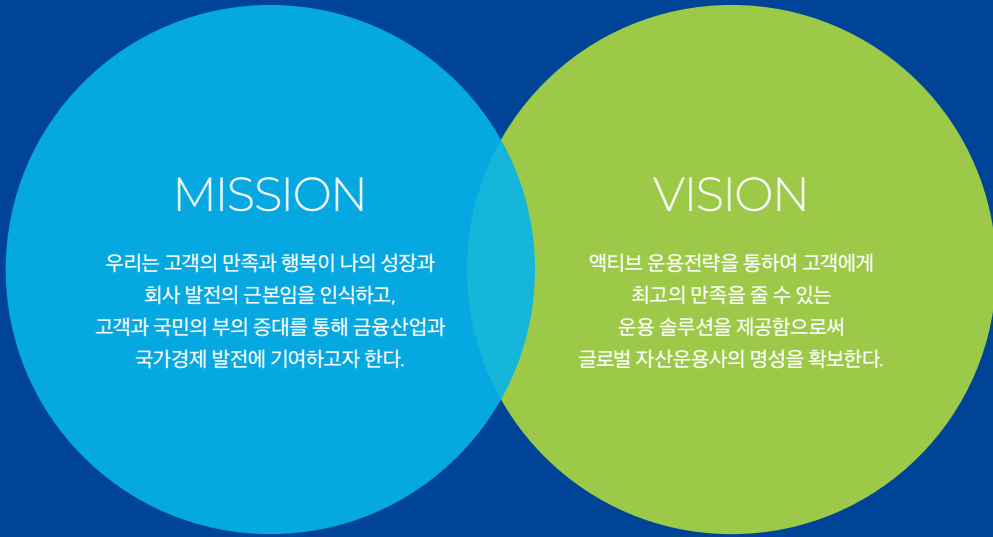 MISSION
우리는 고객의 만족과 행복이 나의 성장과
회사 발전의 근본임을 인식하고,
고객과 국민의 부의 증대를 통해 금융산업과
국가경제 발전에 기여하고자 한다.
VISION
액티브 운용전략을 통하여 고객에게
최고의 만족을 줄 수 있는
운용 솔루션을 제공함으로써
글로벌 자산운용사의 명성을 확보한다.